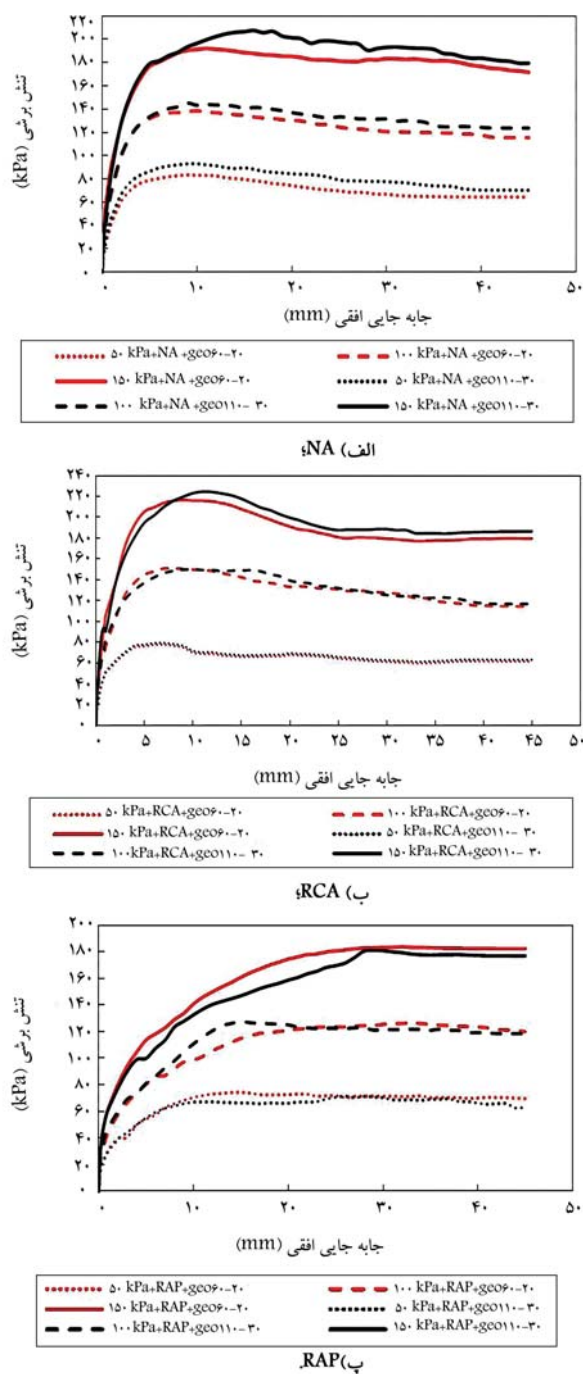 ۲۲۰
۲۰۰
۱۸۰
۱۶۰
۱۴۰
۱۲۰
۱۰۰
۸۰
۶۰
۴۰
۲۰
۰
تنش برشی (kPa)
۰ ۱۰ ۲۰ ۳۰ ۴۰ ۵۰
جابه جایی افقی (mm)
۵۰ kPa+NA +geo۶۰-۲۰ ۱۰۰ kPa+NA +geo۶۰-۲۰
۱۵۰ kPa+NA +geo۶۰-۲۰ ۵۰ kPa+NA +geo۱۱۰-۳۰
۱۰۰ kPa+NA +geo۱۱۰- ۳۰ ۱۵۰ kPa+NA +geo۱۱۰-۳۰
الف) NA؛
۲۴۰
۲۲۰
۲۰۰
۱۸۰
۱۶۰
۱۴۰
۱۲۰
۱۰۰
۸۰
۶۰
۴۰
۲۰
۰
تنش برشی (kPa)
۰ ۵ ۱۰ ۱۵ ۲۰ ۲۵ ۳۰ ۳۵ ۴۰ ۴۵ ۵۰
جابه جایی افقی (mm)
۵۰ kPa+RCA+geo۶۰-۲۰ ۱۰۰ kPa+RCA+geo۶۰-۲۰
۱۵۰ kPa+RCA+geo۶۰-۲۰ ۵۰ kPa+RCA+geo۱۱۰- ۳۰
۱۰۰kPa+RCA+geo۱۱۰- ۳۰ ۱۵۰ kPa+RCA+geo۱۱۰-۳۰
ب) RCA؛
۲۰۰
۱۸۰
۱۶۰
۱۴۰
۱۲۰
۱۰۰
۸۰
۶۰
۴۰
۲۰
۰
تنش برشی (kPa)
۰ ۱۰ ۲۰ ۳۰ ۴۰ ۵۰
جابه جایی افقی (mm)
۵۰ kPa+RAP+geo۶۰-۲۰ ۱۰۰ kPa+RAP+geo۶۰-۲۰
۱۵۰ kPa+RAP+geo۶۰-۲۰ ۵۰ kPa+RAP+geo۱۱۰-۳۰
۱۰۰kPa+RAP+geo۱۱۰-۳۰ ۱۵۰ kPa+RAP+geo۱۱۰-۳۰
پ) RAP.